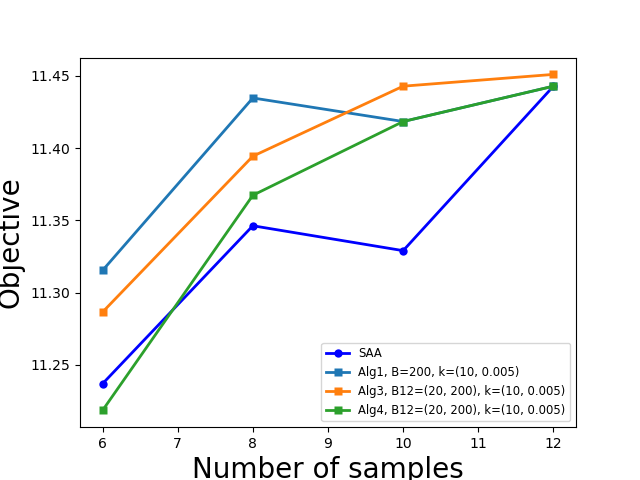 11.45
11.40
11.35
11.30
11.25
Objective
SAA
Alg1, B=200, k=(10, 0.005)
Alg3, B12=(20, 200), k=(10, 0.005)
Alg4, B12=(20, 200), k=(10, 0.005)
6 7 8 9 10 11 12
Number of samples